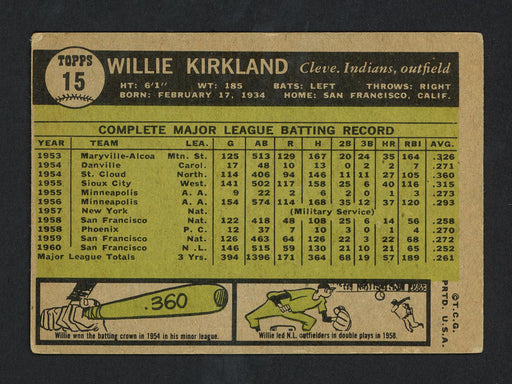 TOPPS
15
WILLIE KIRKLAND Cleve. Indians, outfield
HT: 6'1" WT: 185 BATS: LEFT THROWS: RIGHT
BORN: FEBRUARY 17, 1934 HOME: SAN FRANCISCO, CALIF.
COMPLETE MAJOR LEAGUE BATTING RECORD
YEAR TEAM LEA. G AB R H 2B 3B HR RBI AVG.
1953 Maryville-Alcoa Mtn. St. 125 513 129 167 20 24 35 164 .326
1954 Danville Carol. 17 48 10 13 0 2 2 7 .271
1954 St. Cloud North. 114 406 94 146 11 11 27 105 .360
1955 Sioux City West. 141 502 117 158 25 6 40 116 .315
1955 Minneapolis A. A. 9 22 2 6 2 0 1 3 .273
1956 Minneapolis A. A. 154 574 114 168 35 12 37 120 .293
1957 New York Nat. (Military Service)
1958 San Francisco Nat. 122 418 48 108 25 6 14 56 .258
1958 Phoenix P. C. 12 37 7 10 3 0 4 .270
1959 San Francisco Nat. 126 463 64 126 22 3 22 68 .272
1960 San Francisco N. L. 146 515 59 130 21 10 21 65 .252
Major League Totals 3 Yrs. 394 1396 171 364 68 19 57 189 .261
.360
Willie won the batting crown in 1954 in his minor league.
Willie led N.L. outfielders in double plays in 1958.
©T.C.G.
PRTD. U.S.A.